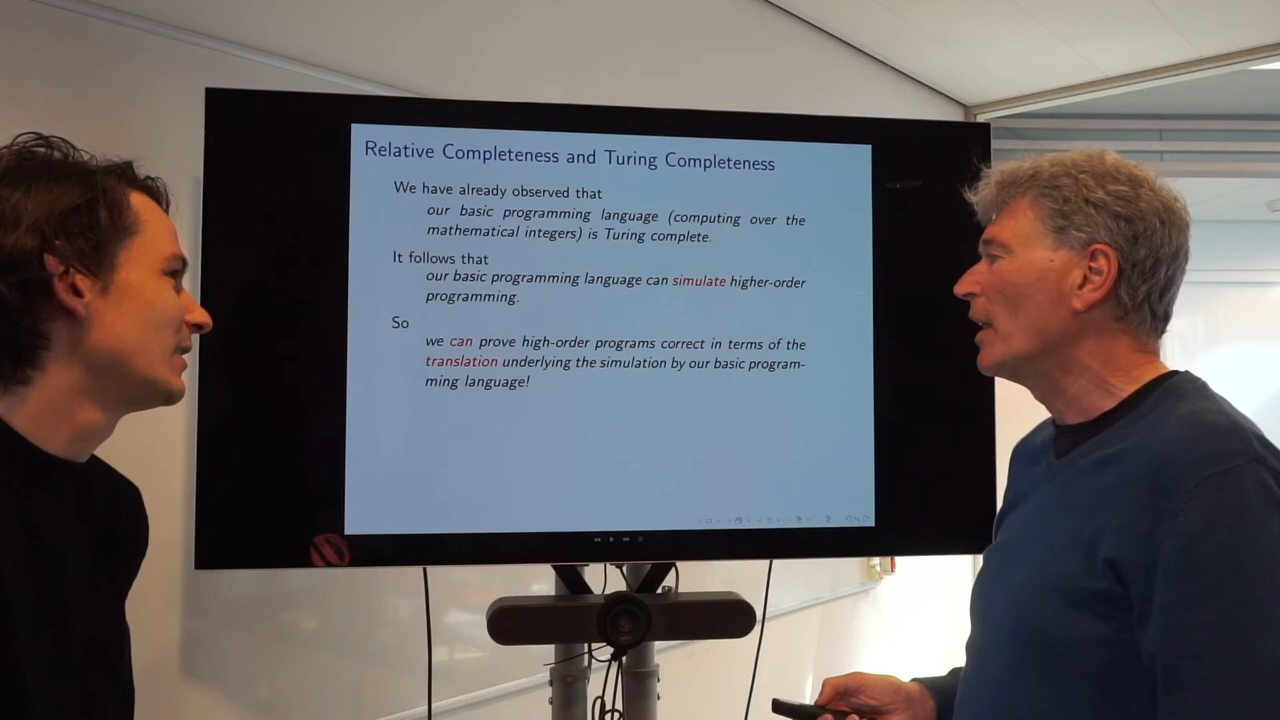 Relative Completeness and Turing Completeness
We have already observed that
our basic programming language (computing over the
mathematical integers) is Turing complete.
It follows that
our basic programming language can simulate higher-order
programming.
So
we can prove high-order programs correct in terms of the
translation underlying the simulation by our basic program-
ming language!